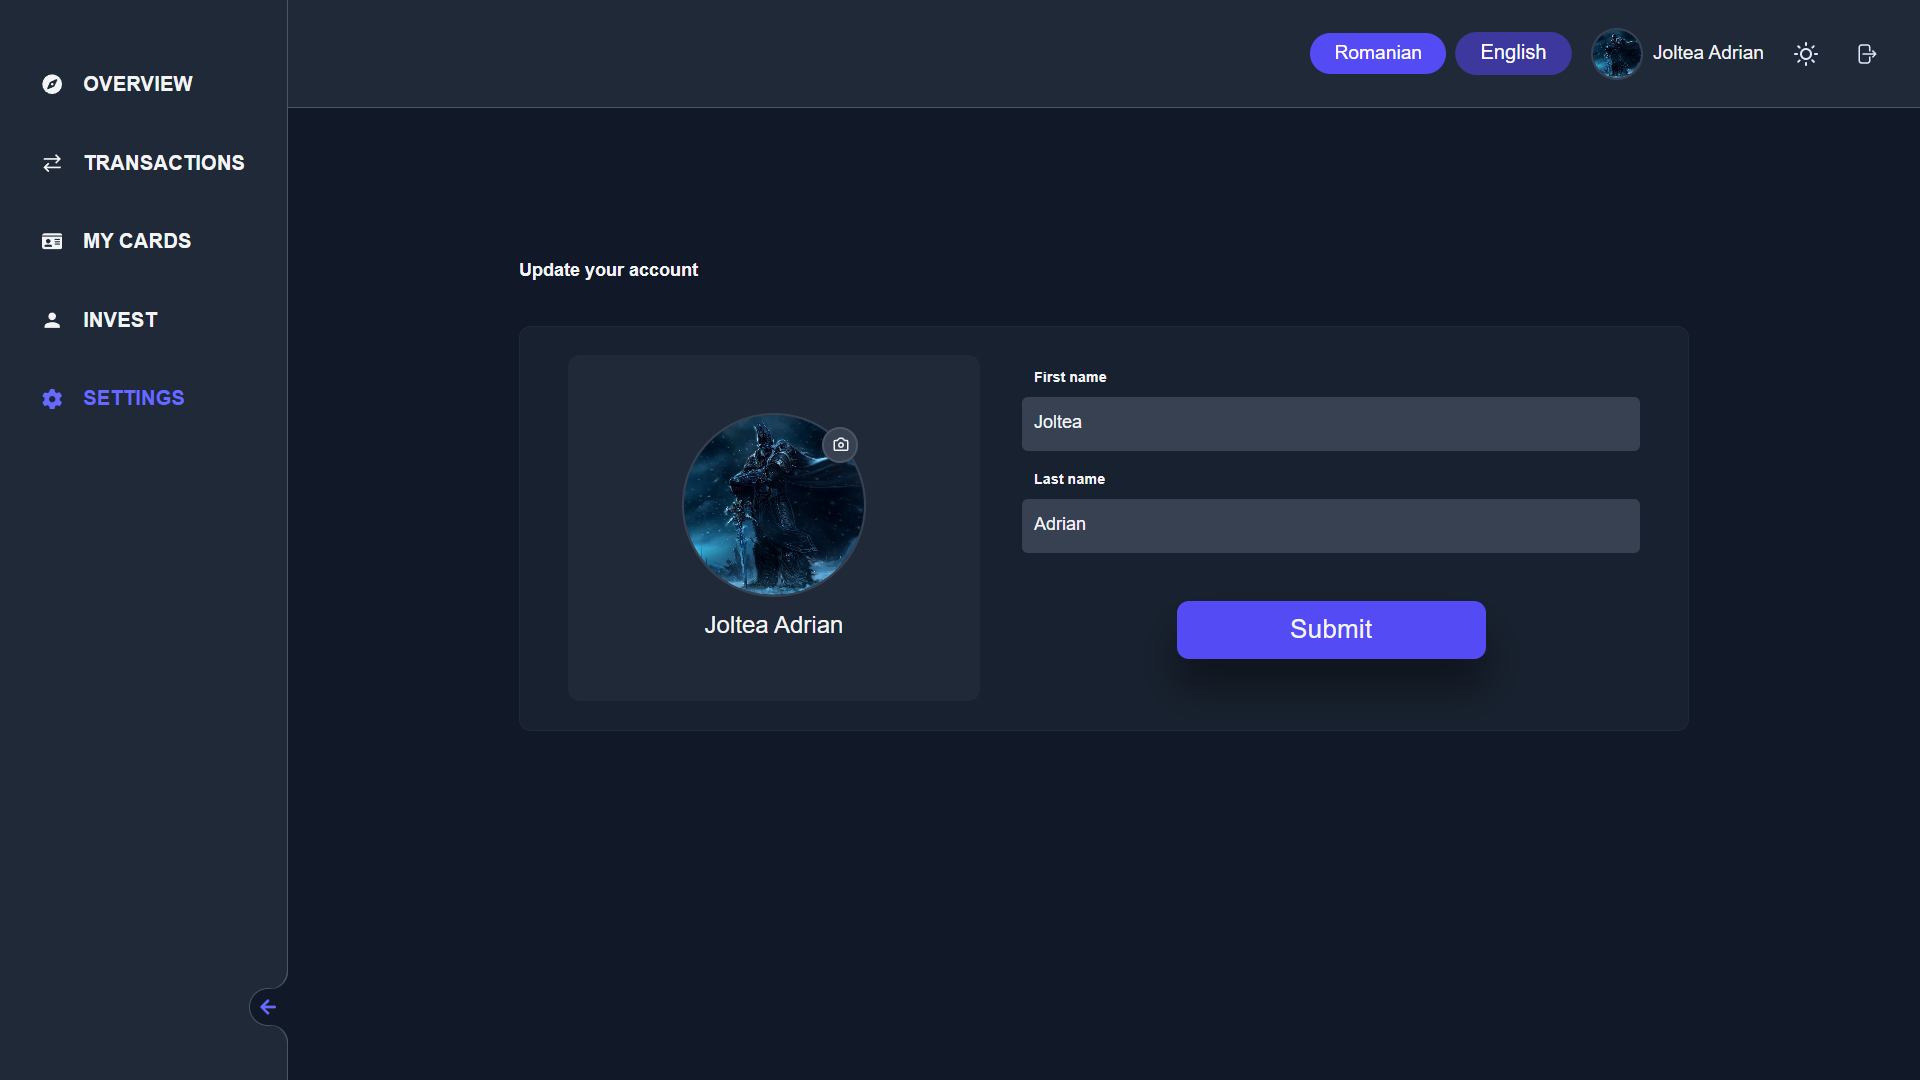 OVERVIEW
TRANSACTIONS
MY CARDS
INVEST
SETTINGS
Romanian
English
Joltea Adrian
Update your account
Joltea Adrian
First name
Joltea
Last name
Adrian
Submit